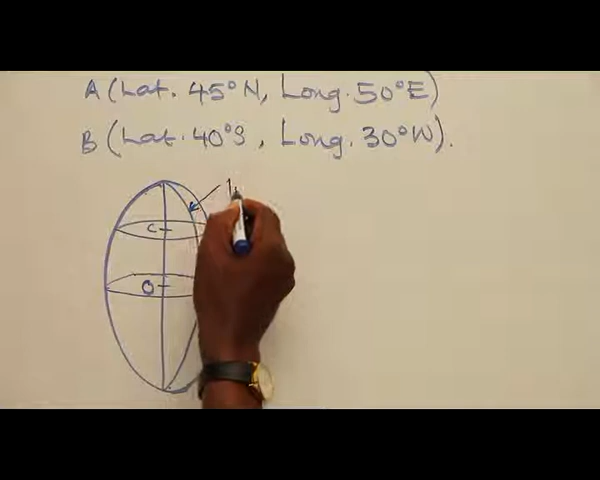 A (Lat. 45°N, Long. 50°E)
B (Lat. 40°S, Long. 30°W).
C
O